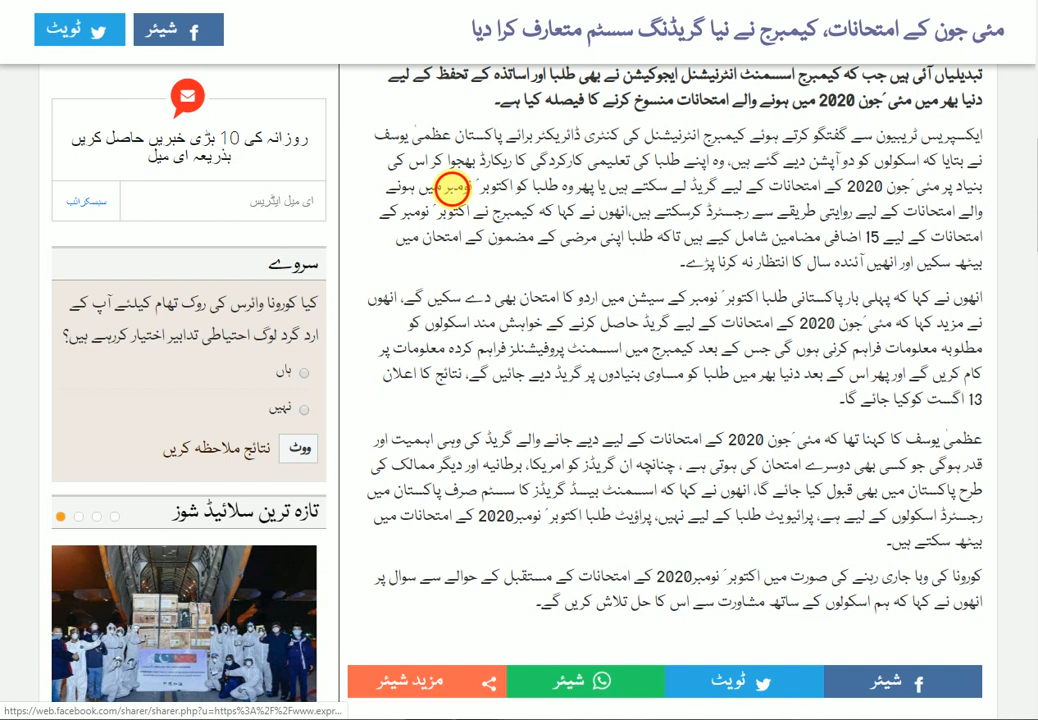 مئی جون کے امتحانات، کیمبرج نے نیا گریڈنگ سسٹم متعارف کرا دیا
شیئر
ٹویٹ
تبدیلیاں آئی ہیں جب کہ کیمبرج اسسمنٹ انٹرنیشنل ایجوکیشن نے بھی طلبا اور اساتذہ کے تحفظ کے لیے
دنیا بھر میں مئی ؍جون 2020 میں ہونے والے امتحانات منسوخ کرنے کا فیصلہ کیا ہے۔
ایکسپریس ٹریبیون سے گفتگو کرتے ہوئے کیمبرج انٹرنیشنل کی کنٹری ڈائریکٹر برائے پاکستان عظمیٰ یوسف
نے بتایا کہ اسکولوں کو دو آپشن دیے گئے ہیں، وہ اپنے طلبا کی تعلیمی کارکردگی کا ریکارڈ بھجوا کر اس کی
بنیاد پر مئی ؍جون 2020 کے امتحانات کے لیے گریڈ لے سکتے ہیں یا پھر وہ طلبا کو اکتوبر ؍ نومبر میں ہونے
والے امتحانات کے لیے روایتی طریقے سے رجسٹرڈ کرسکتے ہیں،انھوں نے کہا کہ کیمبرج نے اکتوبر ؍ نومبر کے
امتحانات کے لیے 15 اضافی مضامین شامل کیے ہیں تاکہ طلبا اپنی مرضی کے مضمون کے امتحان میں
بیٹھ سکیں اور انھیں آئندہ سال کا انتظار نہ کرنا پڑے۔
انھوں نے کہا کہ پہلی بار پاکستانی طلبا اکتوبر ؍ نومبر کے سیشن میں اردو کا امتحان بھی دے سکیں گے، انھوں
نے مزید کہا کہ مئی ؍جون 2020 کے امتحانات کے لیے گریڈ حاصل کرنے کے خواہش مند اسکولوں کو
مطلوبہ معلومات فراہم کرنی ہوں گی جس کے بعد کیمبرج میں اسسمنٹ پروفیشنلز فراہم کردہ معلومات پر
کام کریں گے اور پھر اس کے بعد دنیا بھر میں طلبا کو مساوی بنیادوں پر گریڈ دیے جائیں گے، نتائج کا اعلان
13 اگست کو کیا جائے گا۔
عظمیٰ یوسف کا کہنا تھا کہ مئی ؍جون 2020 کے امتحانات کے لیے دیے جانے والے گریڈ کی وہی اہمیت اور
قدر ہوگی جو کسی بھی دوسرے امتحان کی ہوتی ہے ، چنانچہ ان گریڈز کو امریکا، برطانیہ اور دیگر ممالک کی
طرح پاکستان میں بھی قبول کیا جائے گا، انھوں نے کہا کہ اسسمنٹ بیسڈ گریڈز کا سسٹم صرف پاکستان میں
رجسٹرڈ اسکولوں کے لیے ہے، پرائیویٹ طلبا کے لیے نہیں، پراؤیٹ طلبا اکتوبر ؍ نومبر2020 کے امتحانات میں
بیٹھ سکتے ہیں۔
کورونا کی وبا جاری رہنے کی صورت میں اکتوبر ؍ نومبر2020 کے امتحانات کے مستقبل کے حوالے سے سوال پر
انھوں نے کہا کہ ہم اسکولوں کے ساتھ مشاورت سے اس کا حل تلاش کریں گے۔
شیئر
ٹویٹ
شیئر
مزید شیئر
روزانہ کی 10 بڑی خبریں حاصل کریں
بذریعہ ای میل
ای میل ایڈریس
سبسکرائب
سروے
کیا کورونا وائرس کی روک تھام کیلئے آپ کے
ارد گرد لوگ احتیاطی تدابیر اختیار کررہے ہیں؟
ہاں
نہیں
ووٹ
نتائج ملاحظہ کریں
تازہ ترین سلائیڈ شوز
https://web.facebook.com/sharer/sharer.php?u=https%3A%2F%2Fwww.expr...